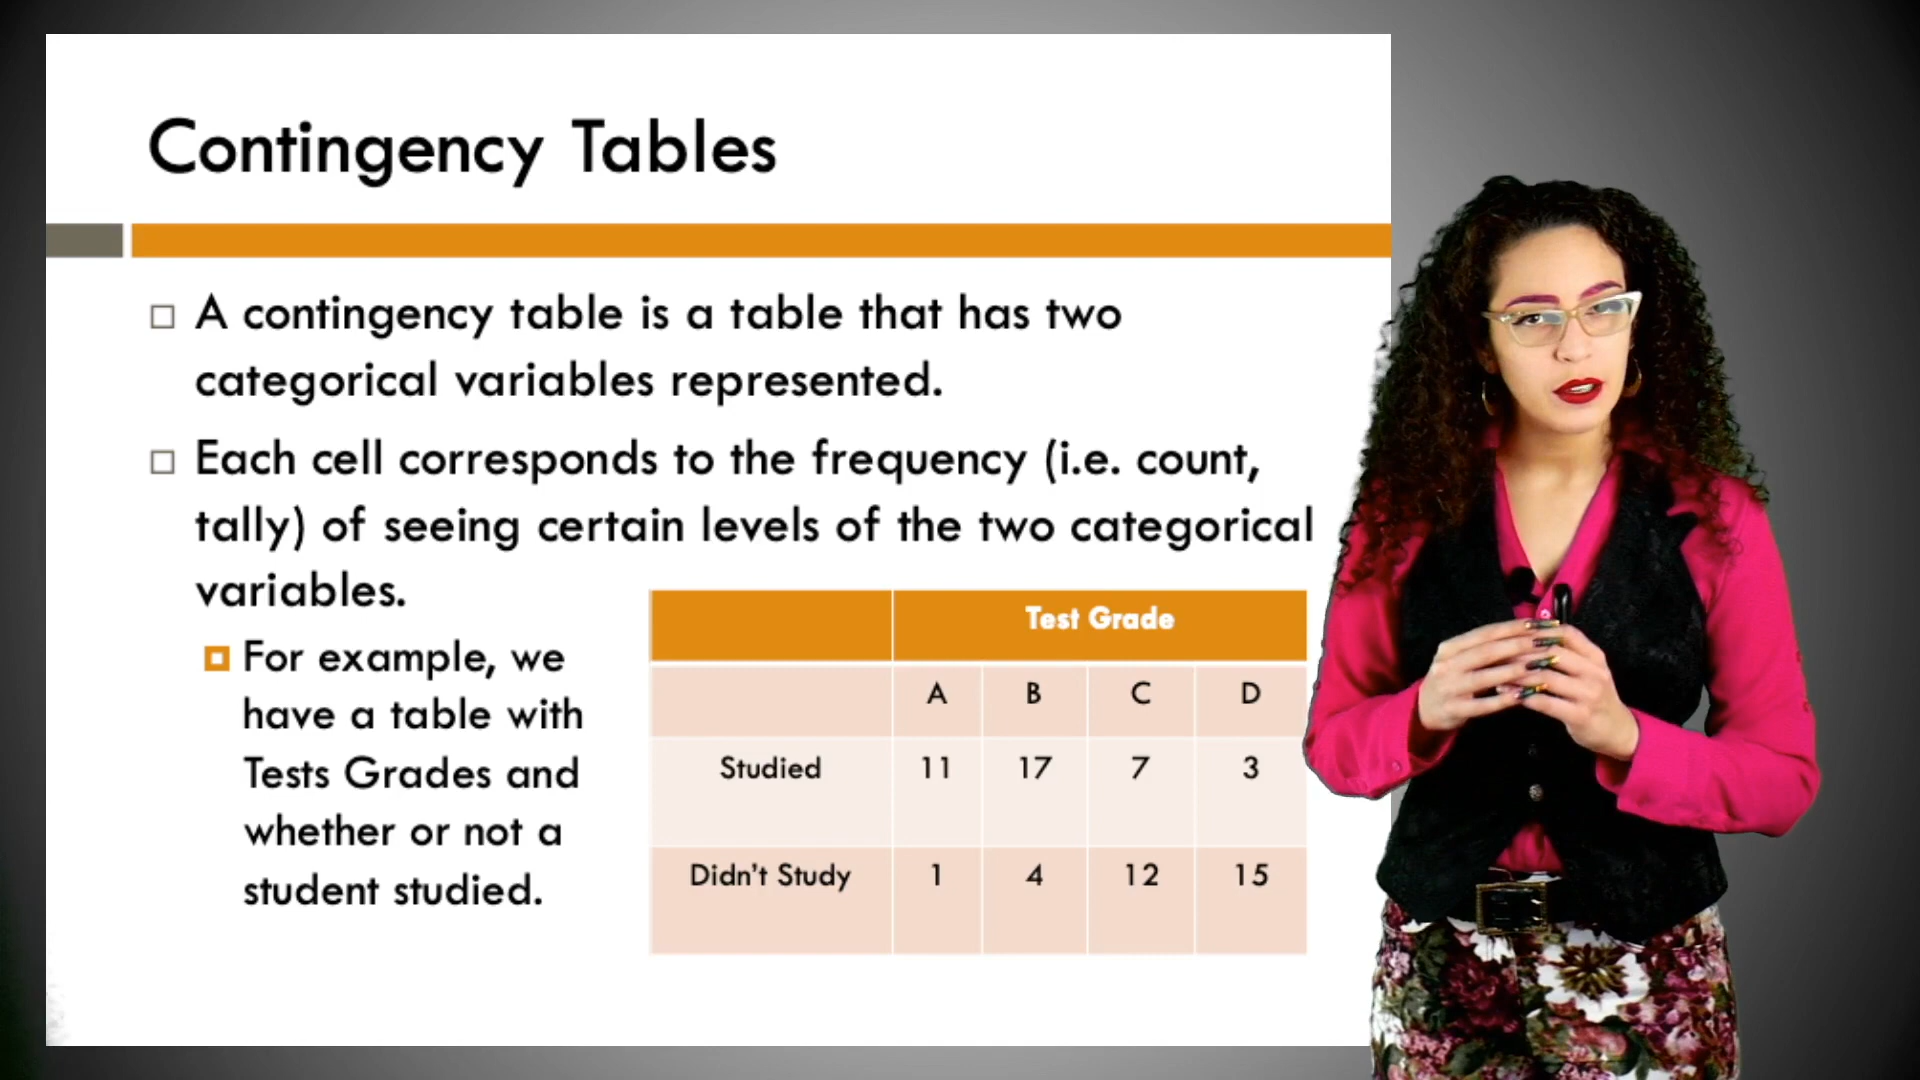 Contingency Tables
A contingency table is a table that has two
categorical variables represented.
Each cell corresponds to the frequency (i.e. count,
tally) of seeing certain levels of the two categorical
variables.
For example, we
have a table with
Tests Grades and
whether or not a
student studied.
Test Grade
A B C D
Studied 11 17 7 3
Didn't Study 1 4 12 15